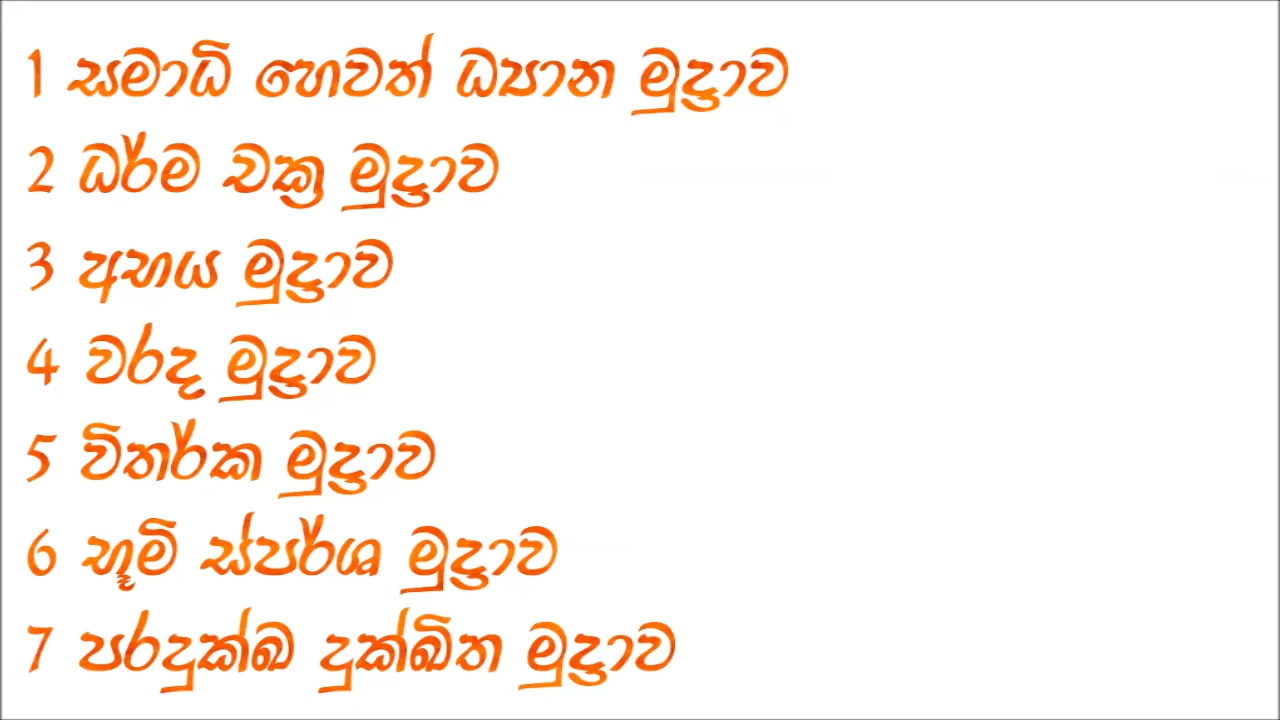 1 සමාධි හෙවත් ධ්‍යාන මුද්‍රාව
2 ධර්ම චක්‍ර මුද්‍රාව
3 අභය මුද්‍රාව
4 වරද මුද්‍රාව
5 විතර්ක මුද්‍රාව
6 භූමි ස්පර්ශ මුද්‍රාව
7 පරදුක්ඛ දුක්ඛිත මුද්‍රාව